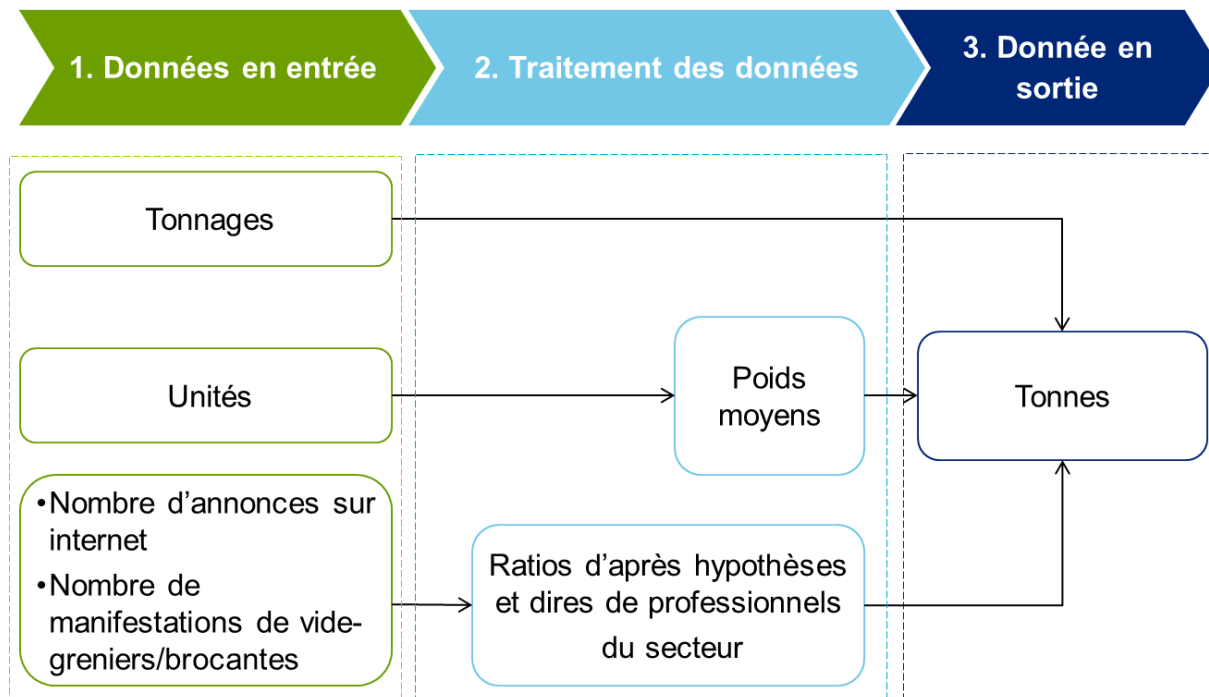 1. Données en entrée
2. Traitement des données
3. Donnée en
sortie
Tonnages
Unités
Poids
moyens
Tonnes
•Nombre d'annonces sur
internet
•Nombre de
manifestations de vide-
greniers/brocantes
Ratios d'après hypothèses
et dires de professionnels
du secteur